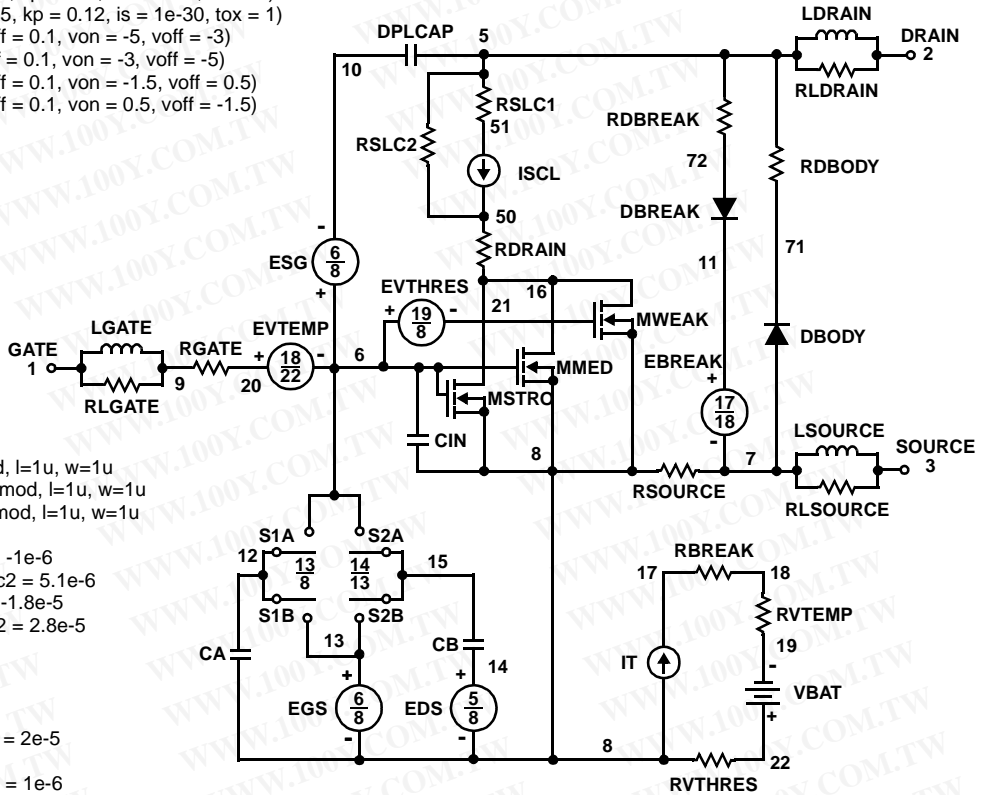 5, kp = 0.12, is = 1e-30, tox = 1)
ff = 0.1, von = -5, voff = -3)
f = 0.1, von = -3, voff = -5)
ff = 0.1, von = -1.5, voff = 0.5)
ff = 0.1, von = 0.5, voff = -1.5)
LDRAIN
DPLCAP
5
DRAIN
2
10
RLDRAIN
RSLC1
51
RSLC2
RDBREAK
72
RDBODY
ISCL
DBREAK
50
RDRAIN
71
ESG
6
8
-
+
11
EVTHRES
16
21
+
19
8
-
MWEAK
LGATE
EVTEMP
GATE
1
RGATE
+
18
22
-
6
EBREAK
+
DBODY
MMED
9
20
MSTRO
RLGATE
17
18
-
LSOURCE
CIN
8
SOURCE
3
7
RSOURCE
RLSOURCE
d, l=1u, w=1u
mod, l=1u, w=1u
mod, l=1u, w=1u
S1A
S2A
12
13
8
14
13
15
S1B
S2B
-1e-6
c2 = 5.1e-6
-1.8e-5
2 = 2.8e-5
RBREAK
17
18
RVTEMP
19
13
CA
CB
14
IT
-
VBAT
+
+
EGS
6
8
-
+
EDS
5
8
-
8
22
RVTHRES
= 2e-5
= 1e-6
WWW.100Y.COM.TW